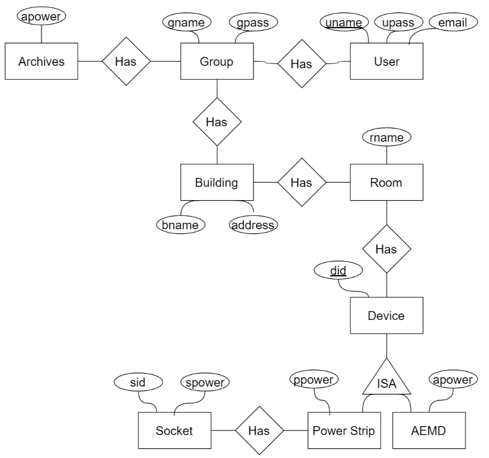 apower
gname
gpass
uname
upass
email
Archives
Has
Group
Has
User
Has
rname
Building
Has
Room
bname
address
Has
did
Device
ISA
sid
spower
ppower
apower
Socket
Has
Power Strip
AEMD